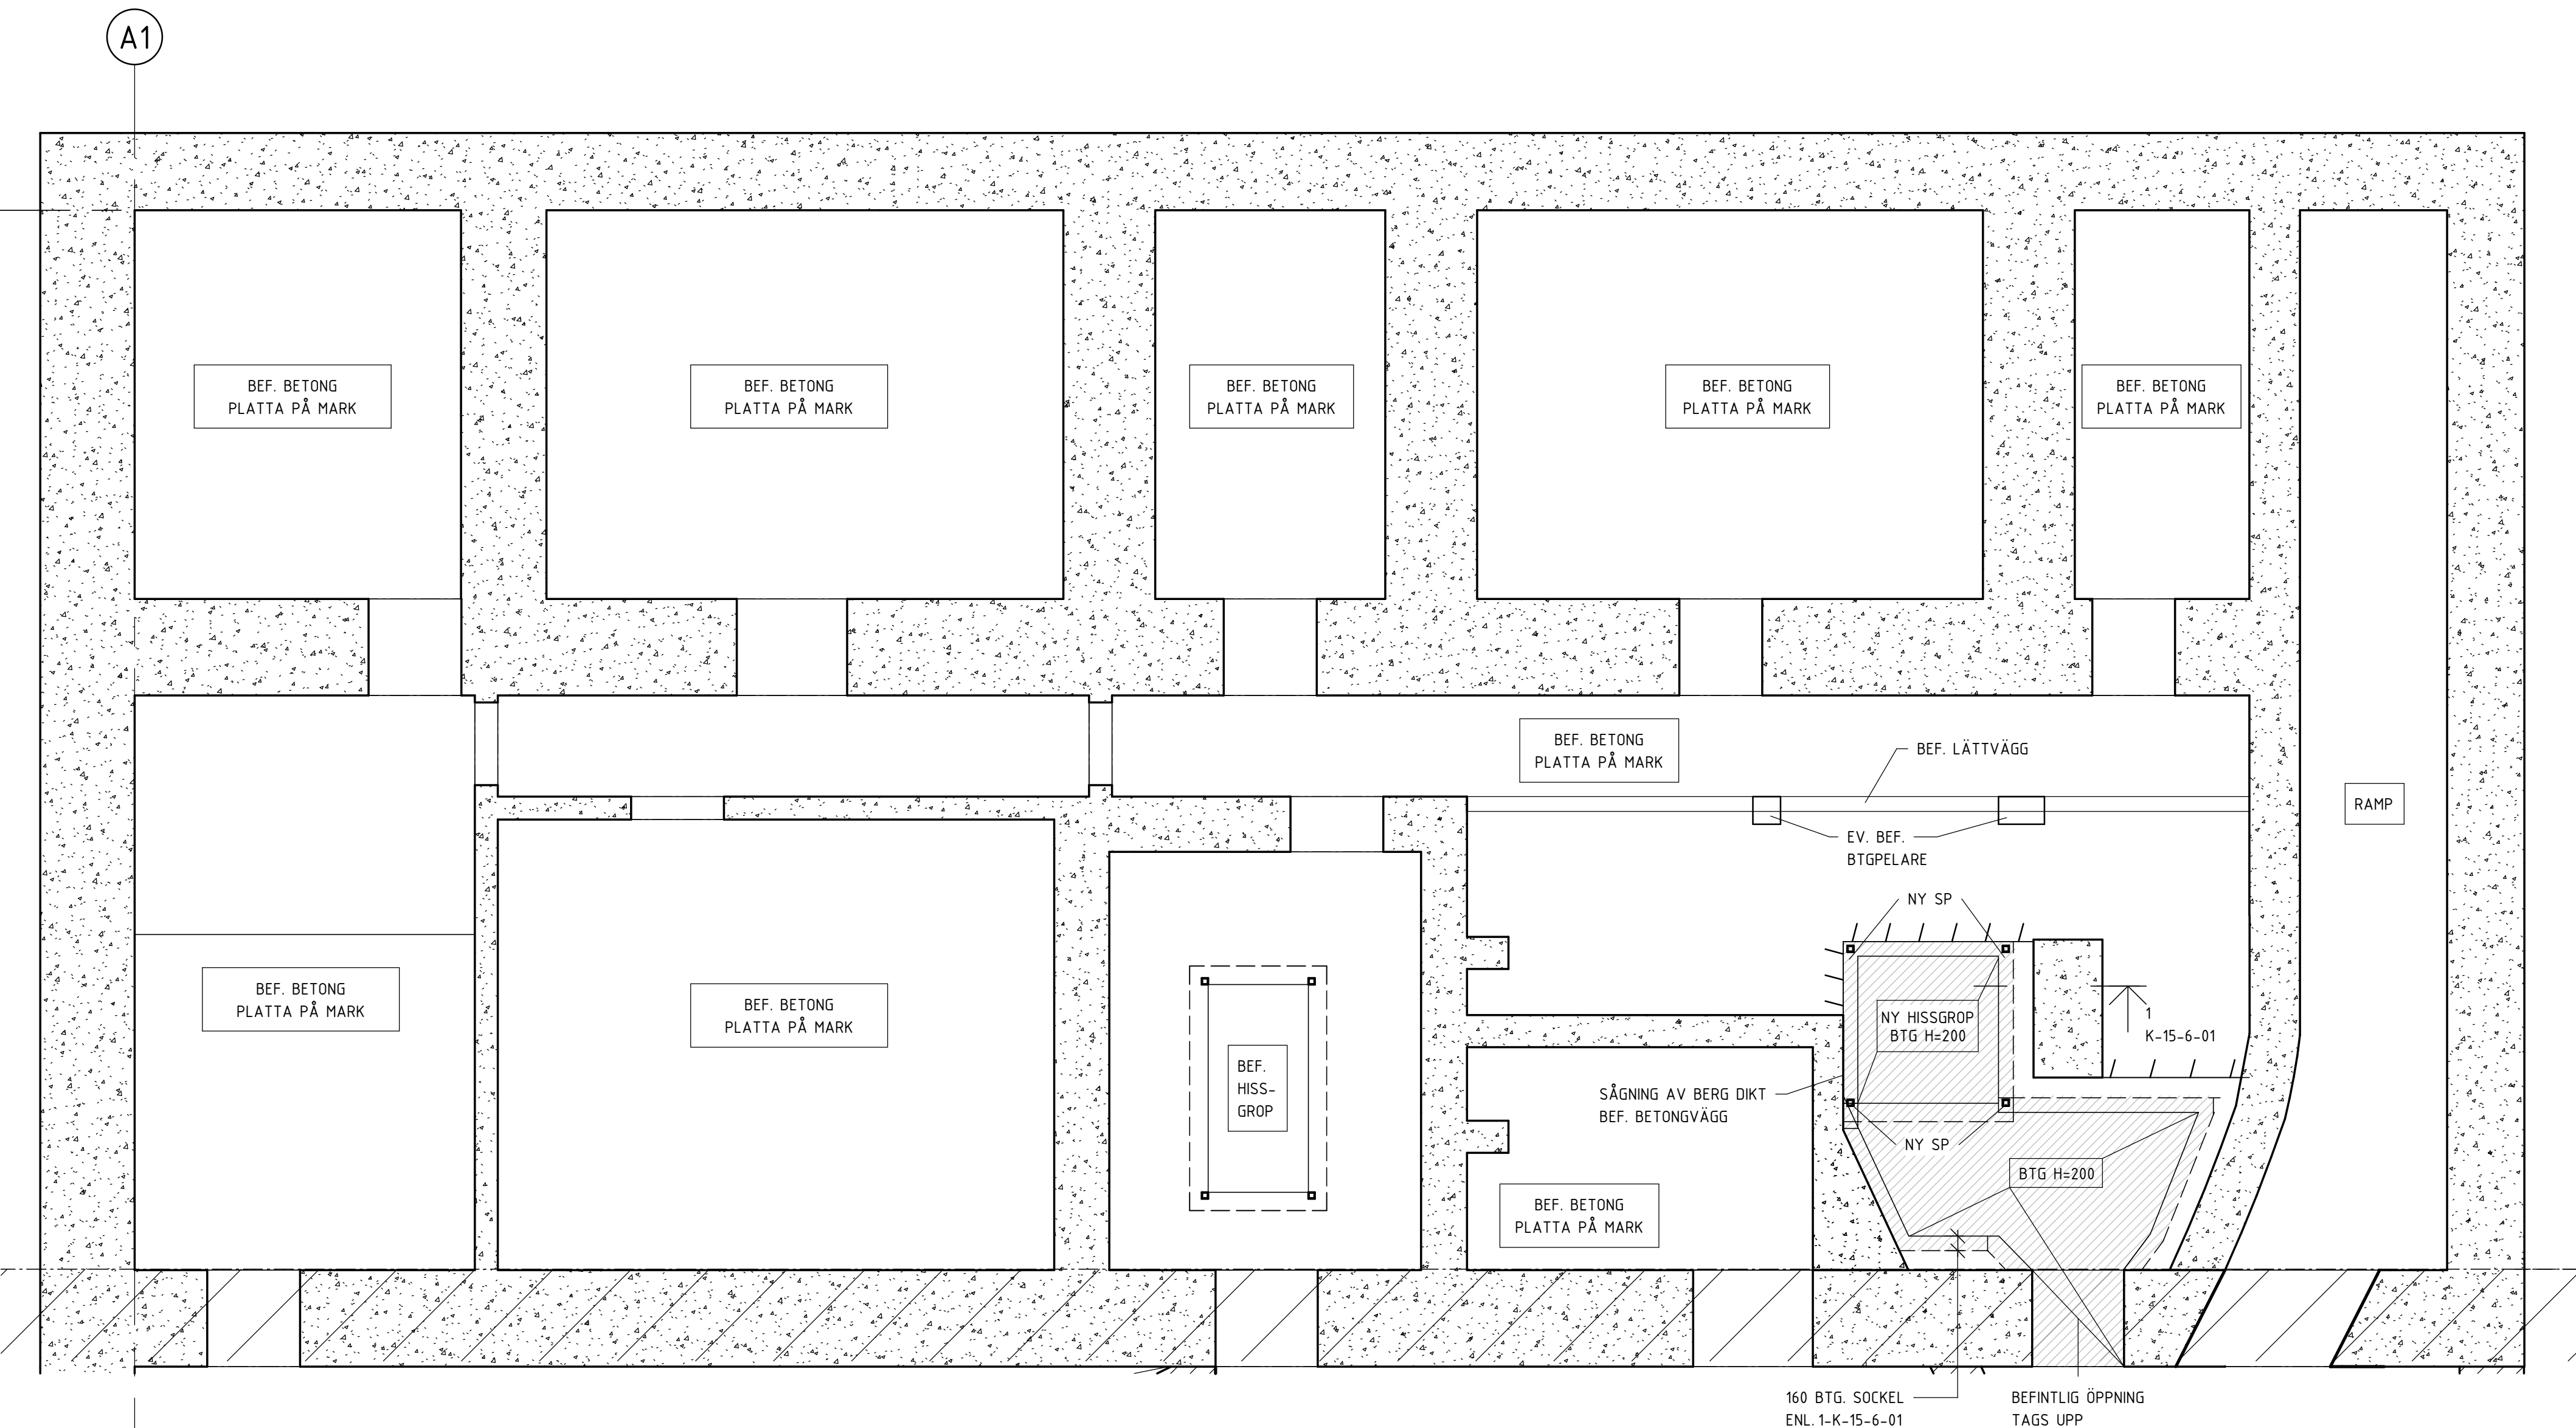 A1
BEF. BETONG
PLATTA PÅ MARK
BEF. BETONG
PLATTA PÅ MARK
BEF. BETONG
PLATTA PÅ MARK
BEF. BETONG
PLATTA PÅ MARK
BEF. BETONG
PLATTA PÅ MARK
BEF. BETONG
PLATTA PÅ MARK
BEF. LÄTTVÄGG
RAMP
EV. BEF.
BTGPELARE
NY SP
BEF. BETONG
PLATTA PÅ MARK
BEF. BETONG
PLATTA PÅ MARK
NY HISSGROP
BTG H=200
1
K-15-6-01
BEF.
HISS-
GROP
SÅGNING AV BERG DIKT
BEF. BETONGVÄGG
NY SP
BTG H=200
BEF. BETONG
PLATTA PÅ MARK
160 BTG. SOCKEL
ENL. 1-K-15-6-01
BEFINTLIG ÖPPNING
TAGS UPP